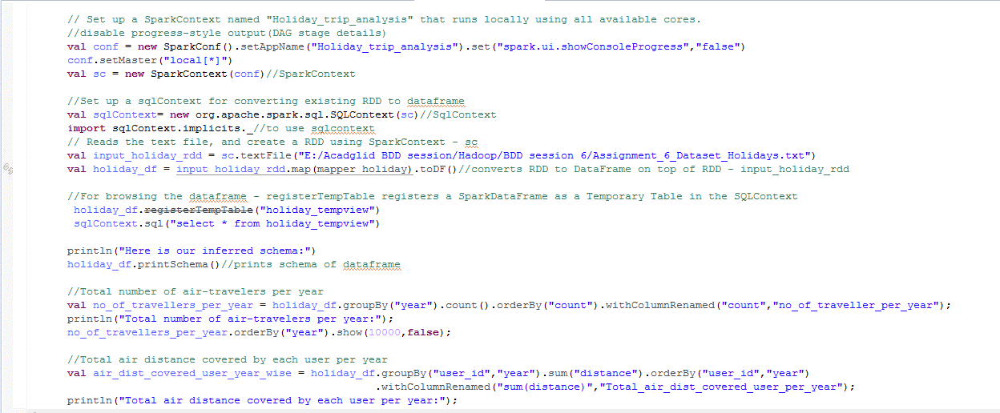 // Set up a SparkContext named "Holiday_trip_analysis" that runs locally using all available cores.
//disable progress-style output(DAG stage details)
val conf = new SparkConf().setAppName("Holiday_trip_analysis").set("spark.ui.showConsoleProgress","false")
conf.setMaster("local[*]")
val sc = new SparkContext(conf)//SparkContext
//Set up a sqlContext for converting existing RDD to dataframe
val sqlContext= new org.apache.spark.sql.SQLContext(sc)//SqlContext
import sqlContext.implicits._//to use sqlcontext
// Reads the text file, and create a RDD using SparkContext - sc
val input_holiday_rdd = sc.textFile("E:/Acadglid BDD session/Hadoop/BDD session 6/Assignment_6_Dataset_Holidays.txt")
val holiday_df = input_holiday_rdd.map(mapper_holiday).toDF()//converts RDD to DataFrame on top of RDD - input_holiday_rdd
//For browsing the dataframe - registerTempTable registers a SparkDataFrame as a Temporary Table in the SQLContext
holiday_df.registerTempTable("holiday_tempview")
sqlContext.sql("select * from holiday_tempview")
println("Here is our inferred schema:")
holiday_df.printSchema()//prints schema of dataframe
//Total number of air-travelers per year
val no_of_travellers_per_year = holiday_df.groupBy("year").count().orderBy("count").withColumnRenamed("count","no_of_traveller_per_year");
println("Total number of air-travelers per year:");
no_of_travellers_per_year.orderBy("year").show(10000,false);
//Total air distance covered by each user per year
val air_dist_covered_user_year_wise = holiday_df.groupBy("user_id","year").sum("distance").orderBy("user_id","year")
.withColumnRenamed("sum(distance)","Total_air_dist_covered_user_per_year");
println("Total air distance covered by each user per year:");